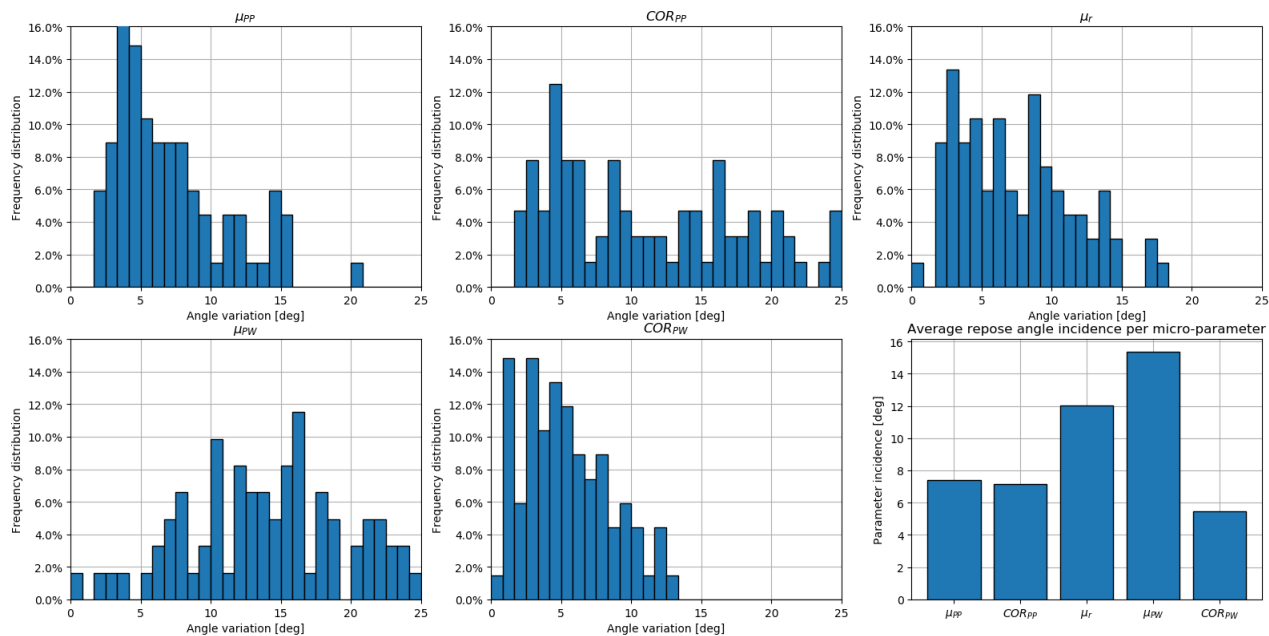 μPP
16.0%
14.0%
12.0%
10.0%
8.0%
6.0%
4.0%
2.0%
0.0%
Frequency distribution
0 5 10 15 20 25
Angle variation [deg]
CORPP
16.0%
14.0%
12.0%
10.0%
8.0%
6.0%
4.0%
2.0%
0.0%
Frequency distribution
0 5 10 15 20 25
Angle variation [deg]
μr
16.0%
14.0%
12.0%
10.0%
8.0%
6.0%
4.0%
2.0%
0.0%
Frequency distribution
0 5 10 15 20 25
Angle variation [deg]
μPW
16.0%
14.0%
12.0%
10.0%
8.0%
6.0%
4.0%
2.0%
0.0%
Frequency distribution
0 5 10 15 20 25
Angle variation [deg]
CORPW
16.0%
14.0%
12.0%
10.0%
8.0%
6.0%
4.0%
2.0%
0.0%
Frequency distribution
0 5 10 15 20 25
Angle variation [deg]
Average repose angle incidence per micro-parameter
16
14
12
10
8
6
4
2
0
Parameter incidence [deg]
μPP CORPP μr μPW CORPW